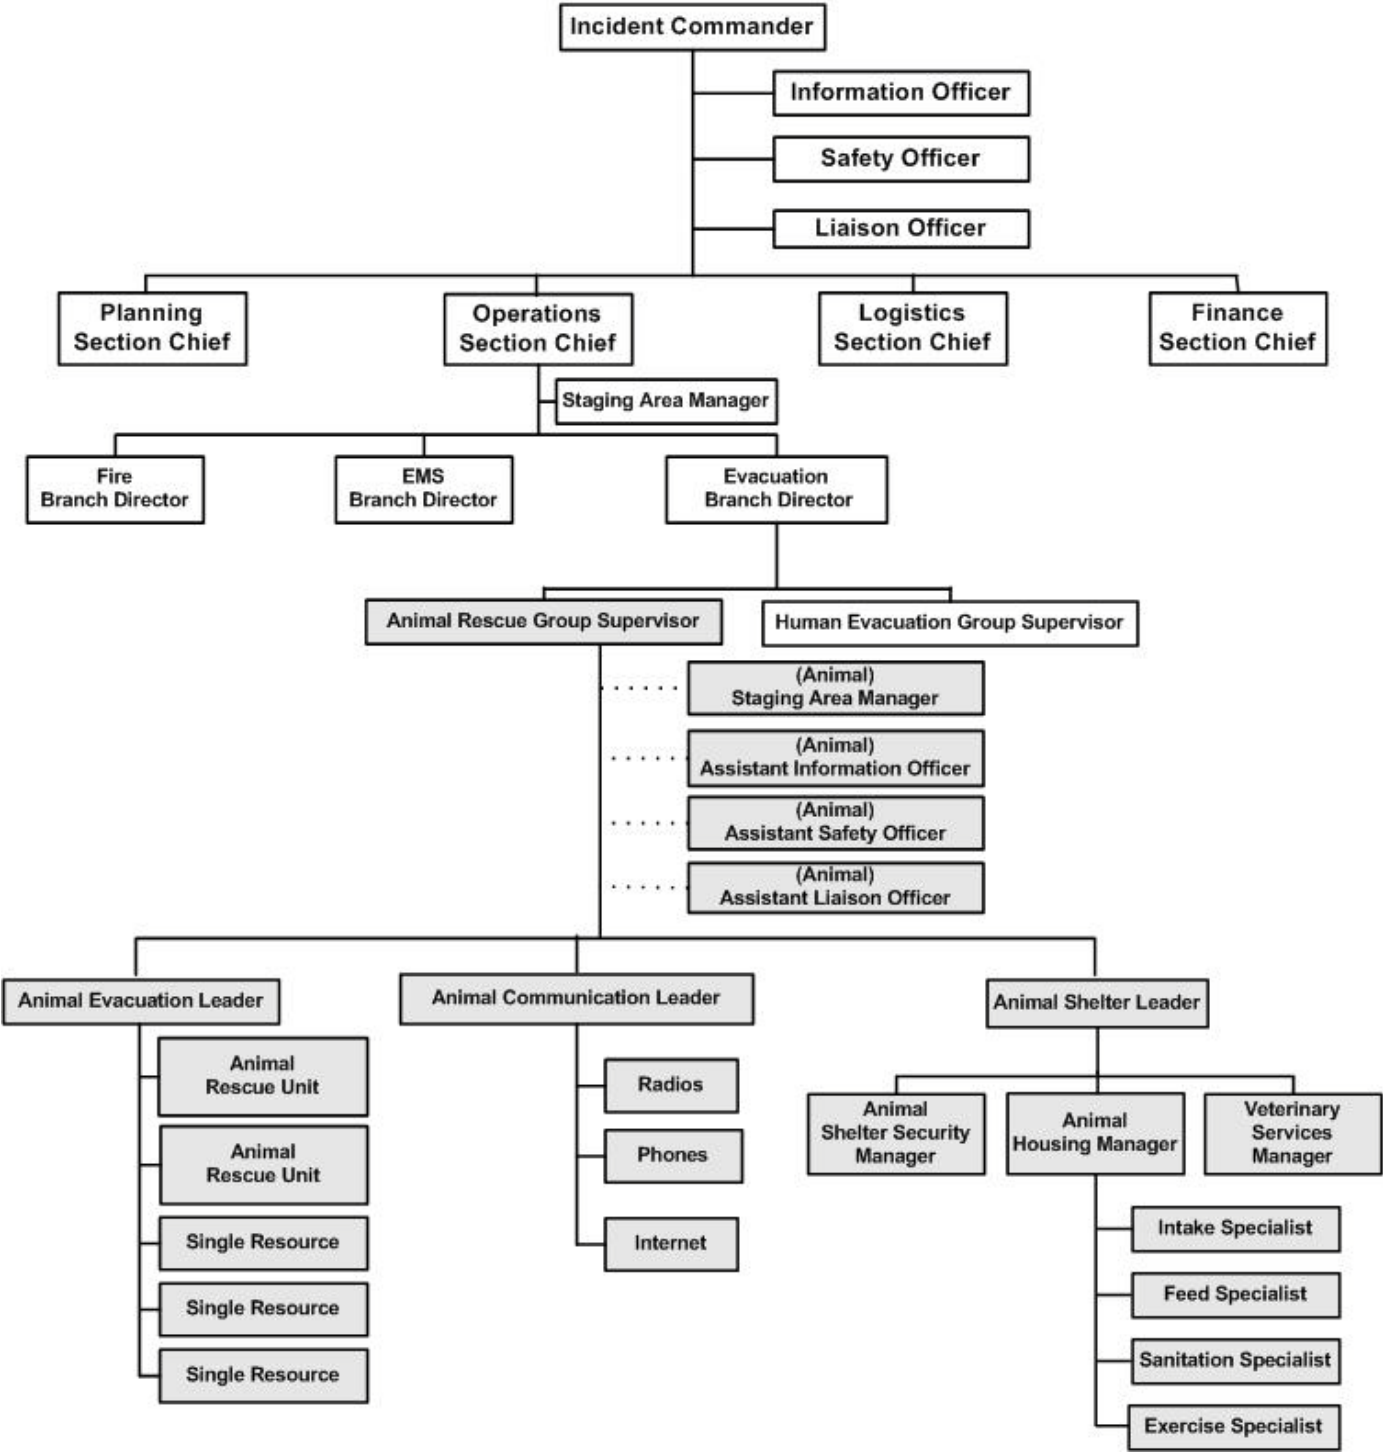 Incident Commander
Information Officer
Safety Officer
Liaison Officer
Planning
Section Chief
Operations
Section Chief
Logistics
Section Chief
Finance
Section Chief
Staging Area Manager
Fire
Branch Director
EMS
Branch Director
Evacuation
Branch Director
Animal Rescue Group Supervisor
Human Evacuation Group Supervisor
(Animal)
Staging Area Manager
(Animal)
Assistant Information Officer
(Animal)
Assistant Safety Officer
(Animal)
Assistant Liaison Officer
Animal Evacuation Leader
Animal Communication Leader
Animal Shelter Leader
Animal
Rescue Unit
Animal
Rescue Unit
Single Resource
Single Resource
Single Resource
Radios
Phones
Internet
Animal
Shelter Security
Manager
Animal
Housing Manager
Veterinary
Services
Manager
Intake Specialist
Feed Specialist
Sanitation Specialist
Exercise Specialist